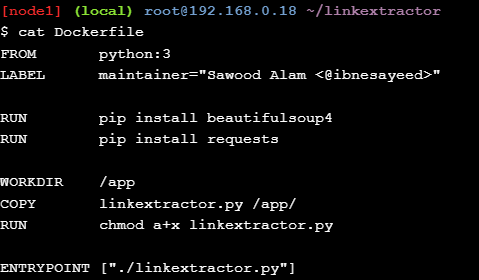 [node1] (local) root@192.168.0.18 ~/linkextractor
$ cat Dockerfile
FROM       python:3
LABEL      maintainer="Sawood Alam <@ibnesayeed>"
RUN        pip install beautifulsoup4
RUN        pip install requests
WORKDIR    /app
COPY       linkextractor.py /app/
RUN        chmod a+x linkextractor.py
ENTRYPOINT ["./linkextractor.py"]